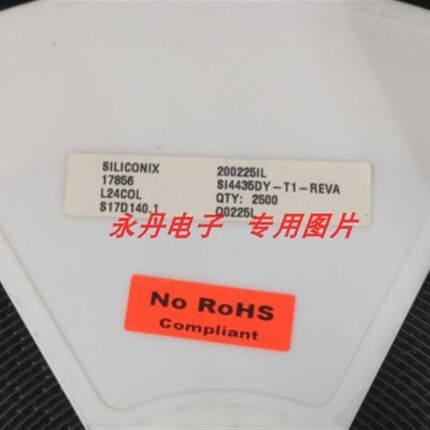 SILICONIX 200225IL
17856 SI4435DY-T1-REVA
L24COL QTY: 2500
S17D140.1 Q0225L
永丹电子 专用图片
No RoHS
Compliant